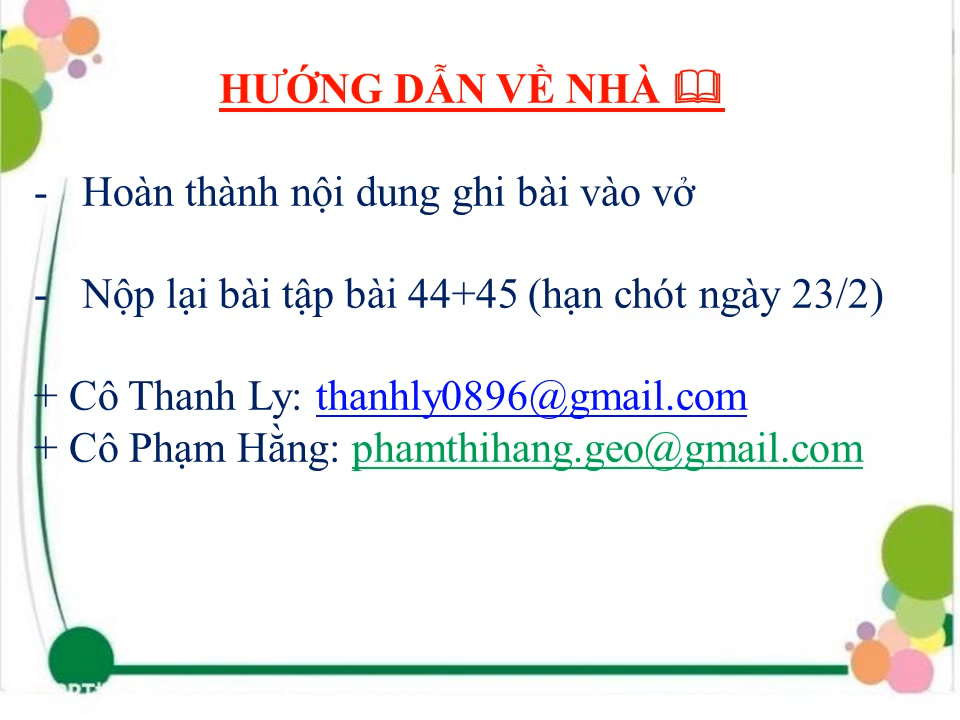 HƯỚNG DẪN VỀ NHÀ 🕮
- Hoàn thành nội dung ghi bài vào vở
- Nộp lại bài tập bài 44+45 (hạn chót ngày 23/2)
+ Cô Thanh Ly: thanhly0896@gmail.com
+ Cô Phạm Hằng: phamthihang.geo@gmail.com